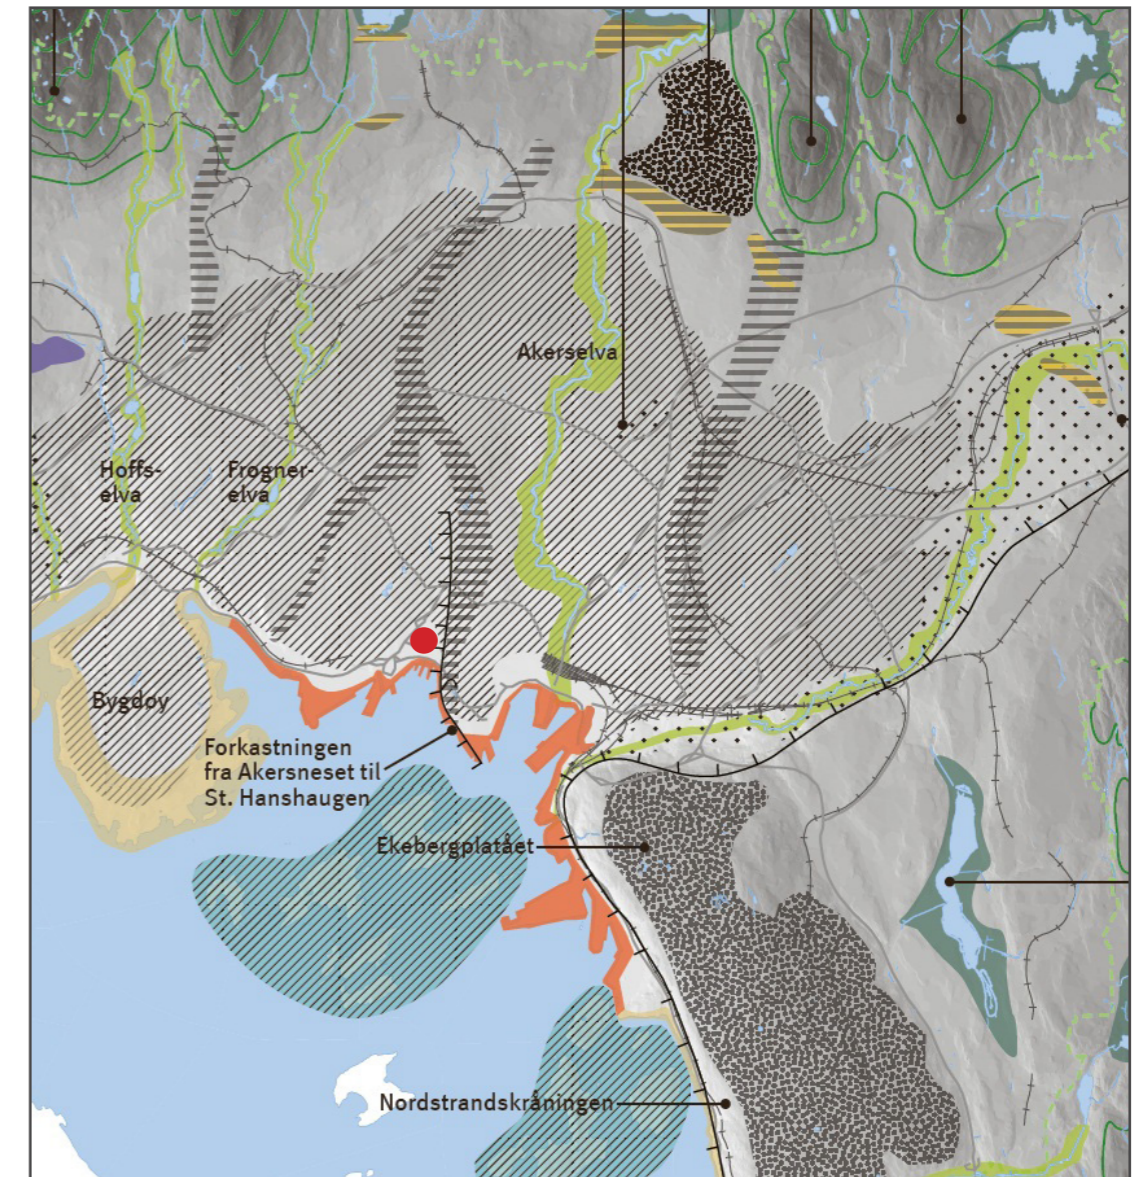 Akerselva
Hoffs-
elva
Frogner-
elva
Bygdøy
Forkastningen
fra Akersneset til
St. Hanshaugen
Ekebergplatået
Nordstrandskråningen